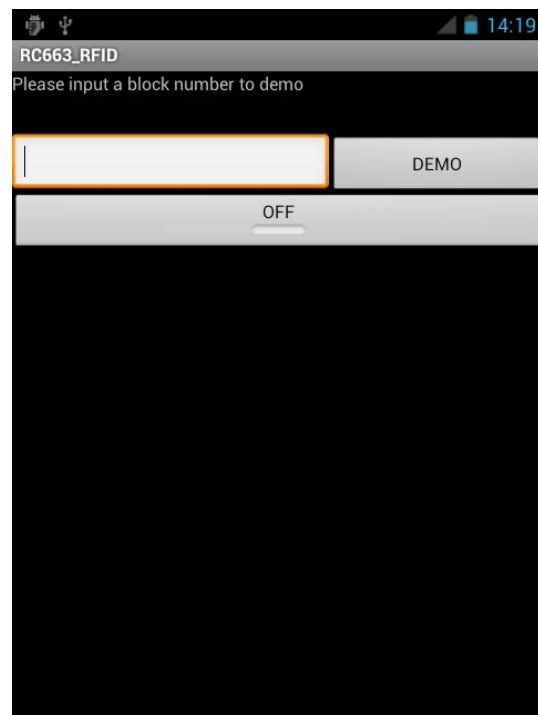 14:19
RC663_RFID
Please input a block number to demo
DEMO
OFF